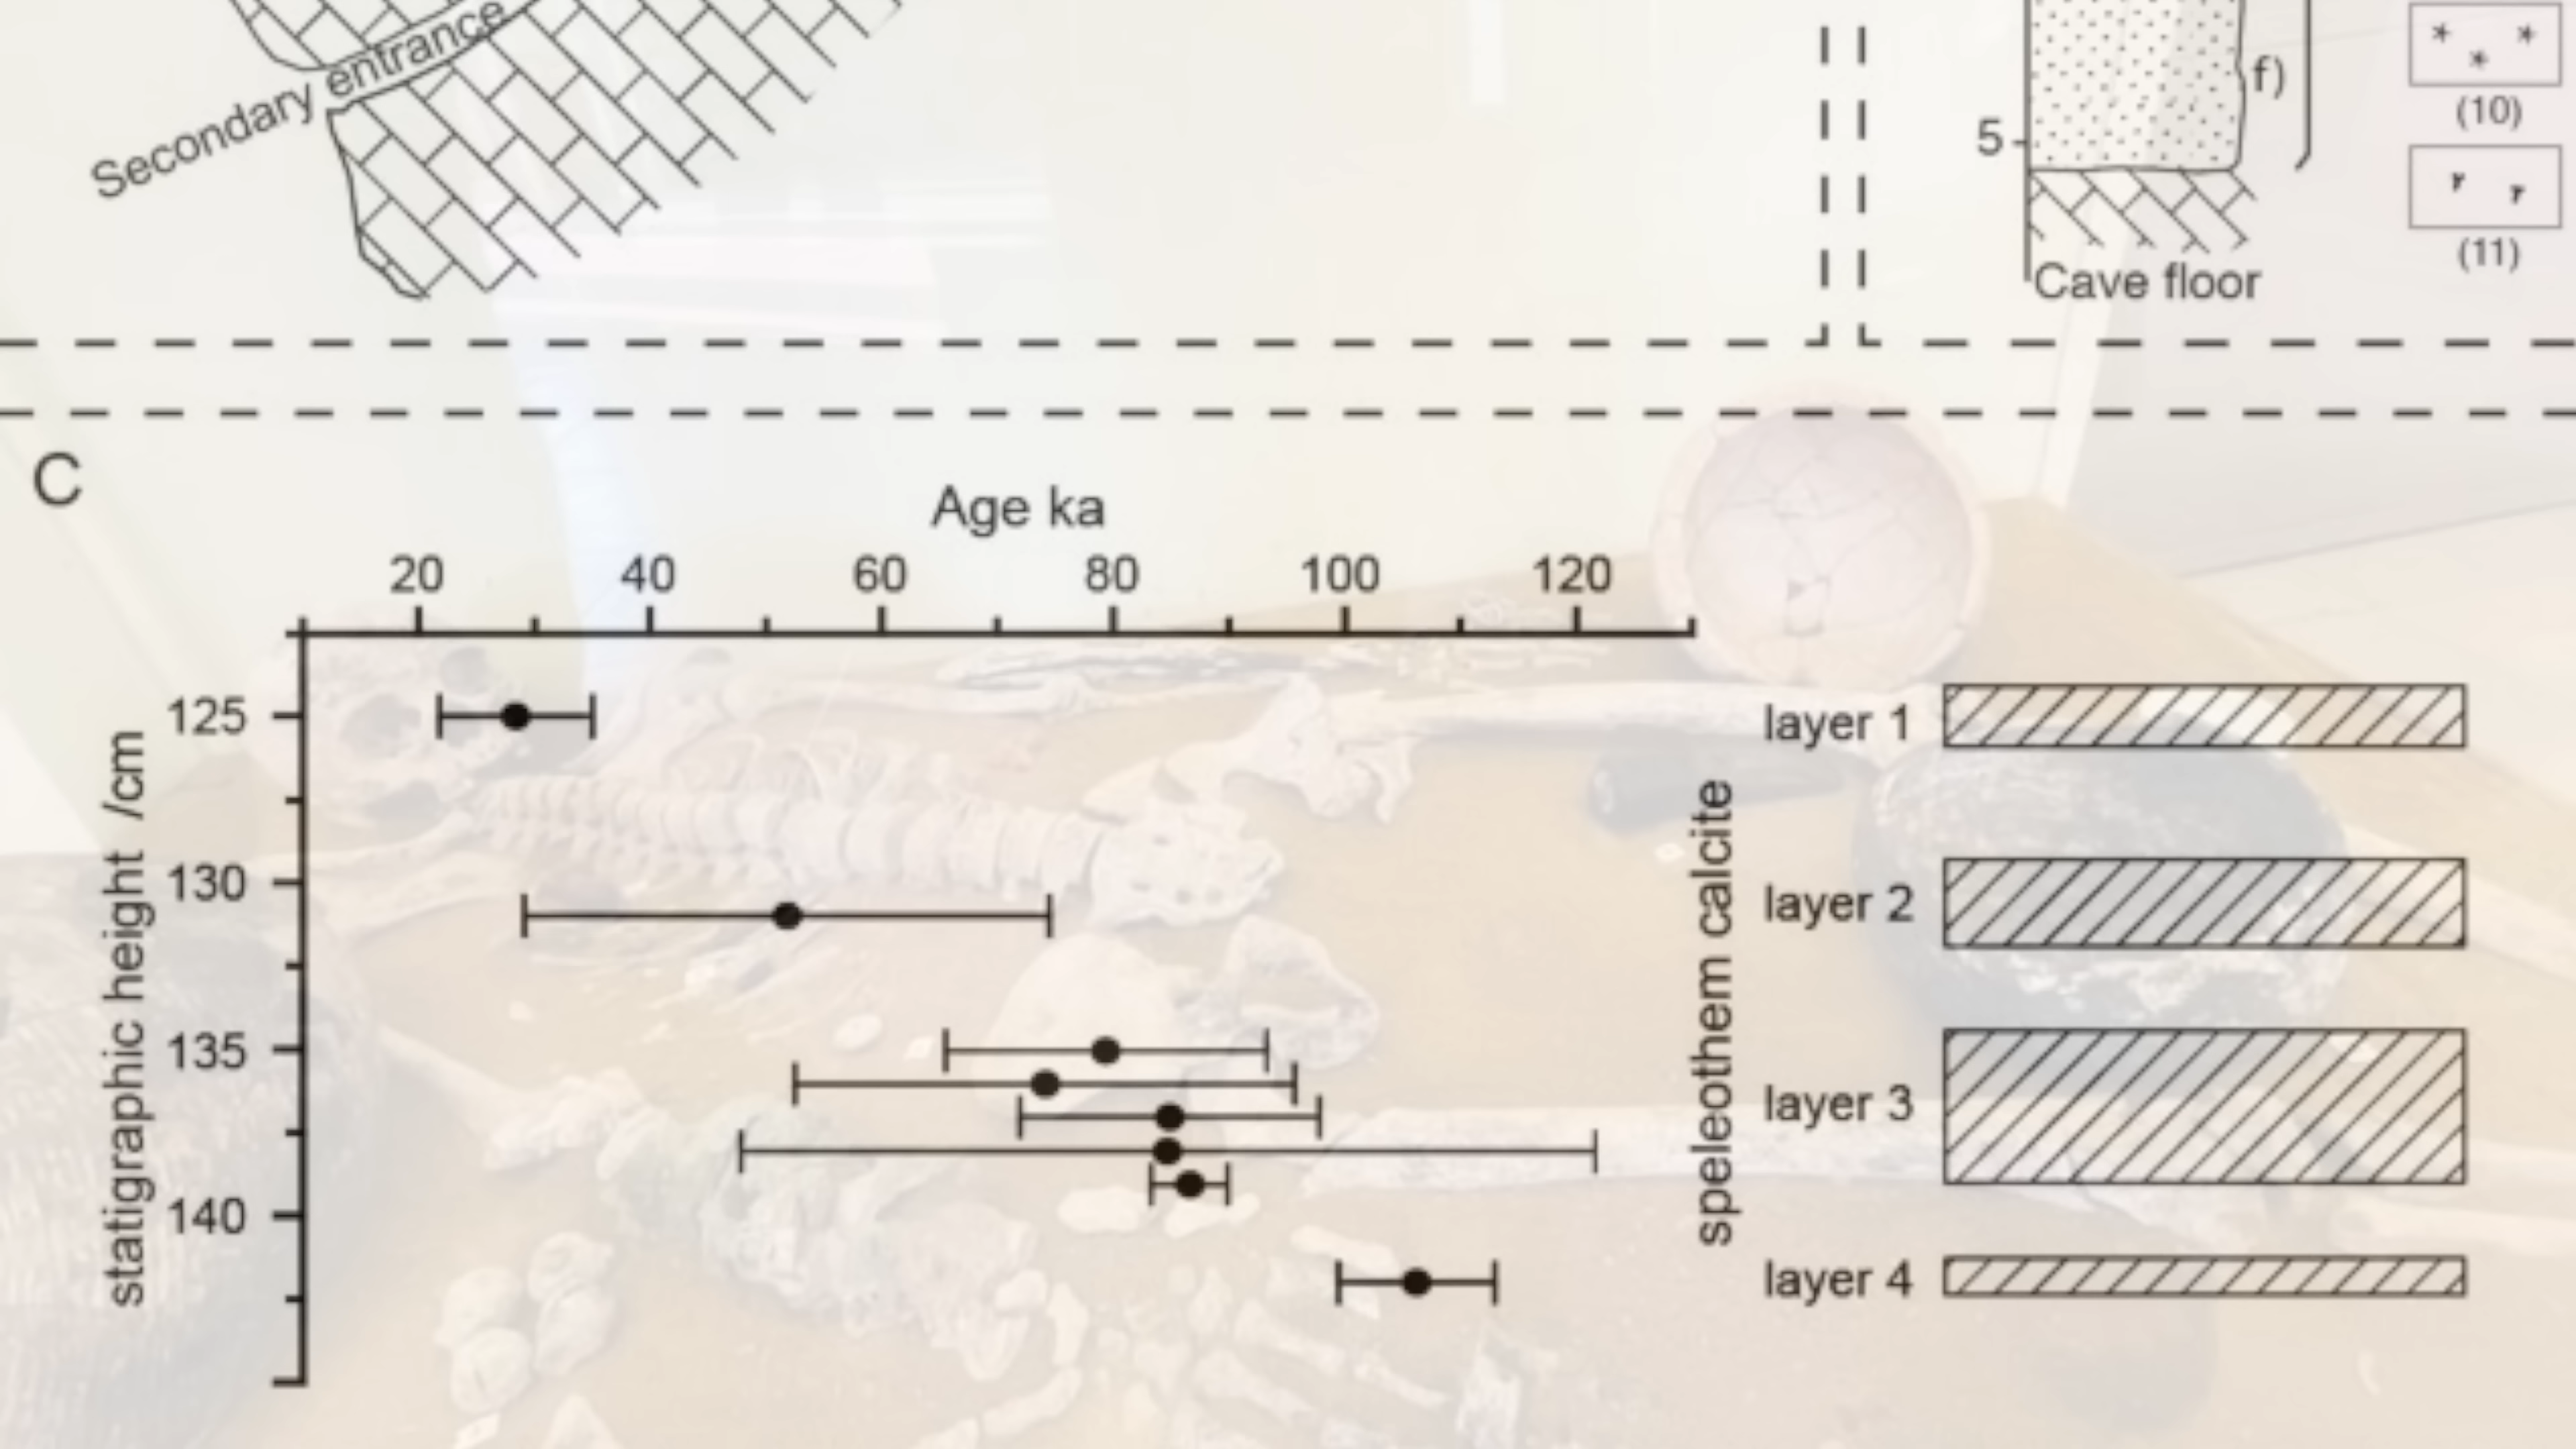 Secondary entrance
f)
5
Cave floor
(10)
(11)
C
Age ka
20 40 60 80 100 120
statigraphic height /cm
125
130
135
140
speleothem calcite
layer 1
layer 2
layer 3
layer 4